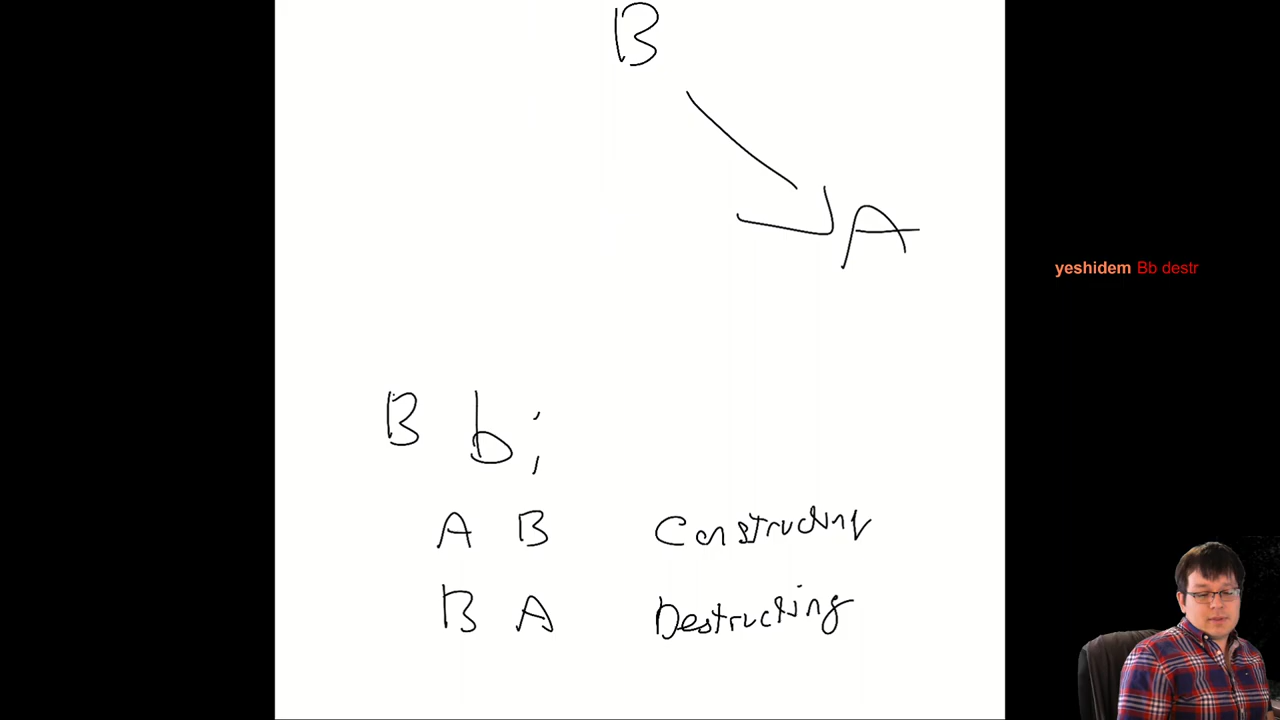 B
A
B b;
A B Constructing
B A Destructing
yeshidem Bb destr